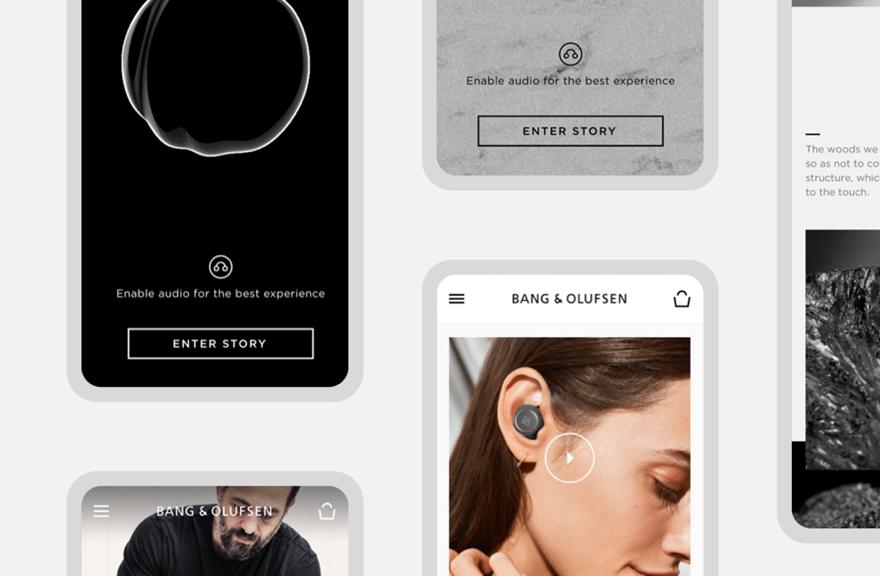 Enable audio for the best experience
ENTER STORY
BANG & OLUFSEN
Enable audio for the best experience
ENTER STORY
BANG & OLUFSEN
The woods we
so as not to co
structure, whic
to the touch.